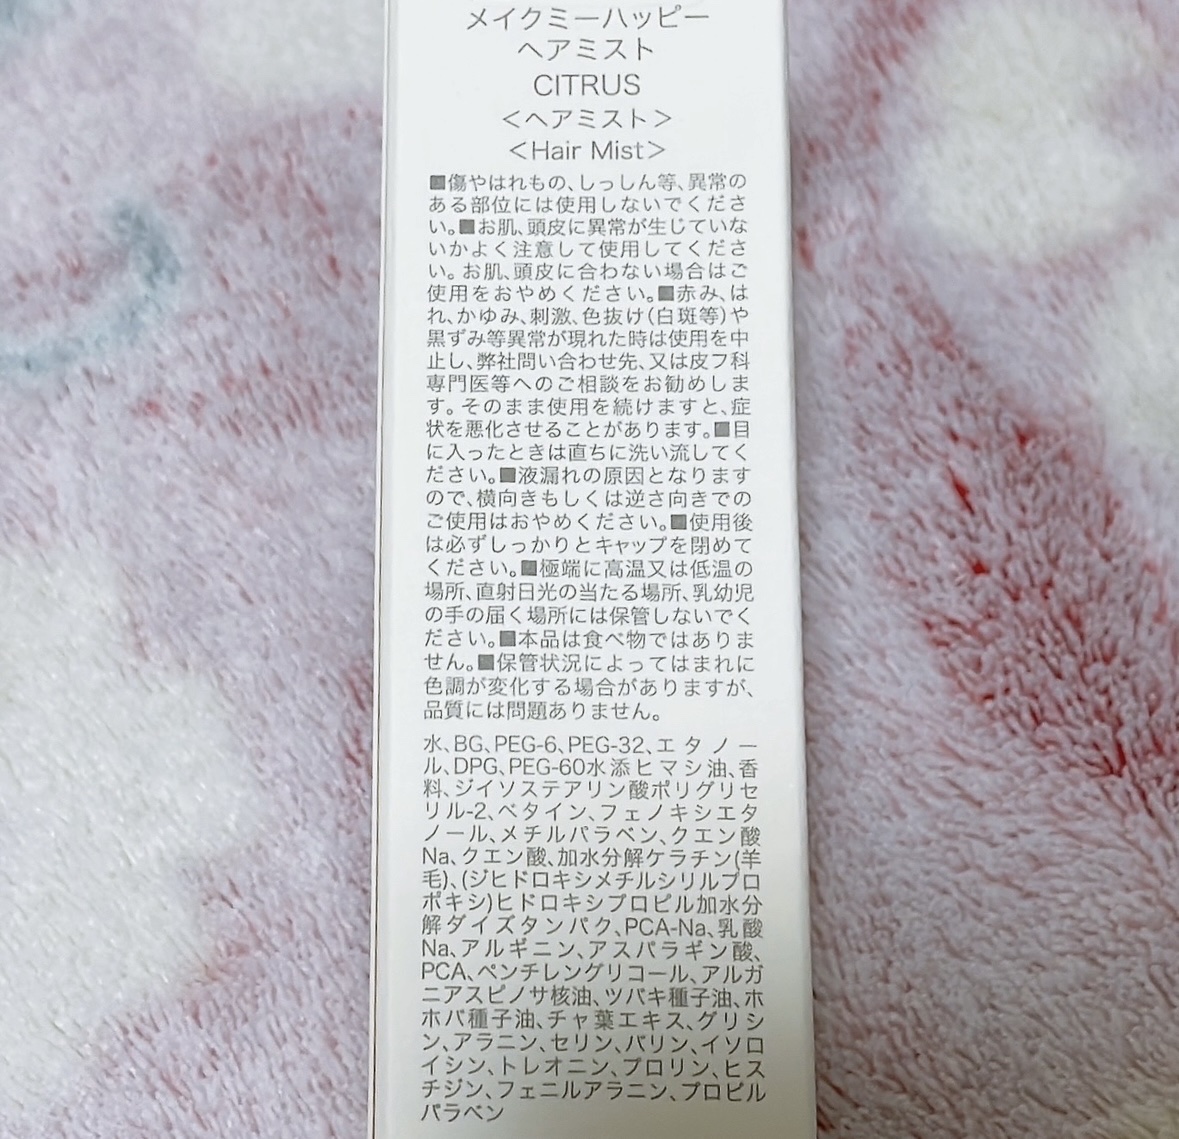 メイクミーハッピー
ヘアミスト
CITRUS
＜ヘアミスト＞
＜Hair Mist＞
■傷やはれもの、しっしん等、異常の
ある部位には使用しないでくださ
い。■お肌、頭皮に異常が生じていな
いかよく注意して使用してくださ
い。お肌、頭皮に合わない場合はご
使用をおやめください。■赤み、は
れ、かゆみ、刺激、色抜け(白斑等)や
黒ずみ等異常が現れた時は使用を中
止し、弊社問い合わせ先、又は皮フ科
専門医等へのご相談をお勧めしま
す。そのまま使用を続けますと、症
状を悪化させることがあります。■目
に入ったときは直ちに洗い流してく
ださい。■液漏れの原因となります
ので、横向きもしくは逆さ向きでの
ご使用はおやめください。■使用後
は必ずしっかりとキャップを閉めて
ください。■極端に高温又は低温の
場所、直射日光の当たる場所、乳幼児
の手の届く場所には保管しないでく
ださい。■本品は食べ物ではありま
せん。■保管状況によってはまれに
色調が変化する場合がありますが、
品質には問題ありません。
水、BG、PEG-6、PEG-32、エタノー
ル、DPG、PEG-60水添ヒマシ油、香
料、ジイソステアリン酸ポリグリセ
リル-2、ベタイン、フェノキシエタ
ノール、メチルパラベン、クエン酸
Na、クエン酸、加水分解ケラチン(羊
毛)、(ジヒドロキシメチルシリルプロ
ポキシ)ヒドロキシプロピル加水分
解ダイズタンパク、PCA-Na、乳酸
Na、アルギニン、アスパラギン酸、
PCA、ペンチレングリコール、アルガ
ニアスピノサ核油、ツバキ種子油、ホ
ホバ種子油、チャ葉エキス、グリシ
ン、アラニン、セリン、バリン、イソロ
イシン、トレオニン、プロリン、ヒス
チジン、フェニルアラニン、プロピル
パラベン